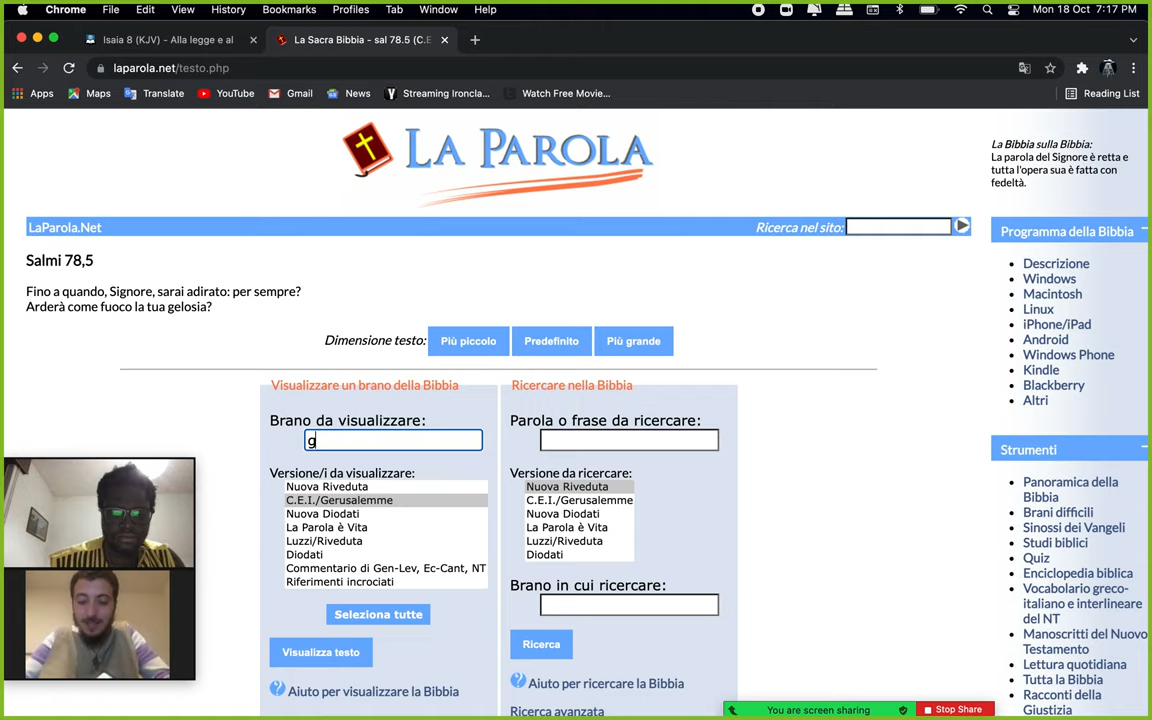 Chrome File Edit View History Bookmarks Profiles Tab Window Help Mon 18 Oct 7:17 PM
Isaia 8 (KJV) - Alla legge e al
La Sacra Bibbia - sal 78.5 (C.E
laparola.net/testo.php
Apps Maps Translate YouTube Gmail News Streaming Ironcla... Watch Free Movie... Reading List
LA PAROLA
La Bibbia sulla Bibbia:
La parola del Signore è retta e
tutta l'opera sua è fatta con
fedeltà.
LaParola.Net
Ricerca nel sito:
Salmi 78,5
Fino a quando, Signore, sarai adirato: per sempre?
Arderà come fuoco la tua gelosia?
Dimensione testo: Più piccolo Predefinito Più grande
Visualizzare un brano della Bibbia
Brano da visualizzare:
g
Versione/i da visualizzare:
Nuova Riveduta
C.E.I./Gerusalemme
Nuova Diodati
La Parola è Vita
Luzzi/Riveduta
Diodati
Commentario di Gen-Lev, Ec-Cant, NT
Riferimenti incrociati
Seleziona tutte
Visualizza testo
Aiuto per visualizzare la Bibbia
Ricercare nella Bibbia
Parola o frase da ricercare:
Versione da ricercare:
Nuova Riveduta
C.E.I./Gerusalemme
Nuova Diodati
La Parola è Vita
Luzzi/Riveduta
Diodati
Brano in cui ricercare:
Ricerca
Aiuto per ricercare la Bibbia
Ricerca avanzata
Programma della Bibbia
Descrizione
Windows
Macintosh
Linux
iPhone/iPad
Android
Windows Phone
Kindle
Blackberry
Altri
Strumenti
Panoramica della
Bibbia
Brani difficili
Sinossi dei Vangeli
Studi biblici
Quiz
Enciclopedia biblica
Vocabolario greco-
italiano e interlineare
del NT
Manoscritti del Nuovo
Testamento
Lettura quotidiana
Tutta la Bibbia
Racconti della
Giustizia
You are screen sharing Stop Share